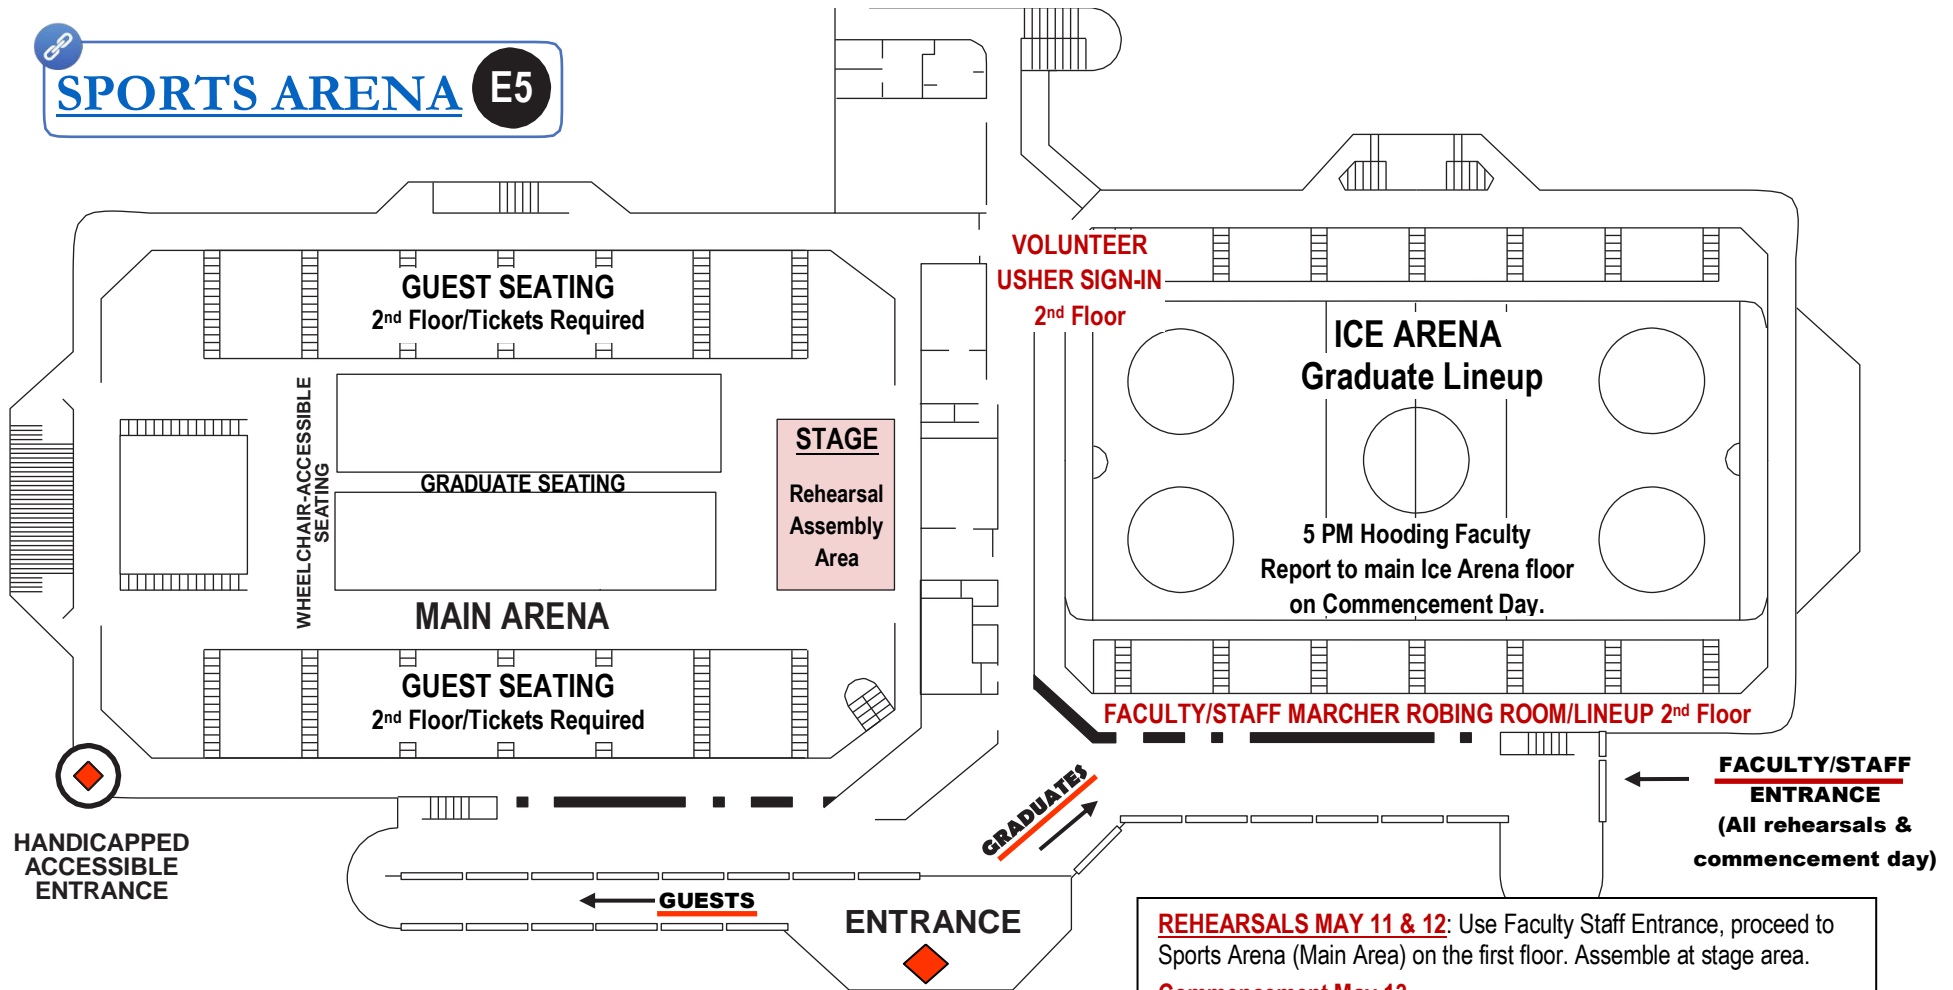 SPORTS ARENA E5
GUEST SEATING
2nd Floor/Tickets Required
WHEELCHAIR-ACCESSIBLE
SEATING
GRADUATE SEATING
STAGE
Rehearsal
Assembly
Area
MAIN ARENA
GUEST SEATING
2nd Floor/Tickets Required
VOLUNTEER
USHER SIGN-IN
2nd Floor
ICE ARENA
Graduate Lineup
5 PM Hooding Faculty
Report to main Ice Arena floor
on Commencement Day.
FACULTY/STAFF MARCHER ROBING ROOM/LINEUP 2nd Floor
HANDICAPPED
ACCESSIBLE
ENTRANCE
GRADUATES
GUESTS
ENTRANCE
FACULTY/STAFF
ENTRANCE
(All rehearsals &
commencement day)
REHEARSALS MAY 11 & 12: Use Faculty Staff Entrance, proceed to
Sports Arena (Main Area) on the first floor. Assemble at stage area.
Commencement May 13